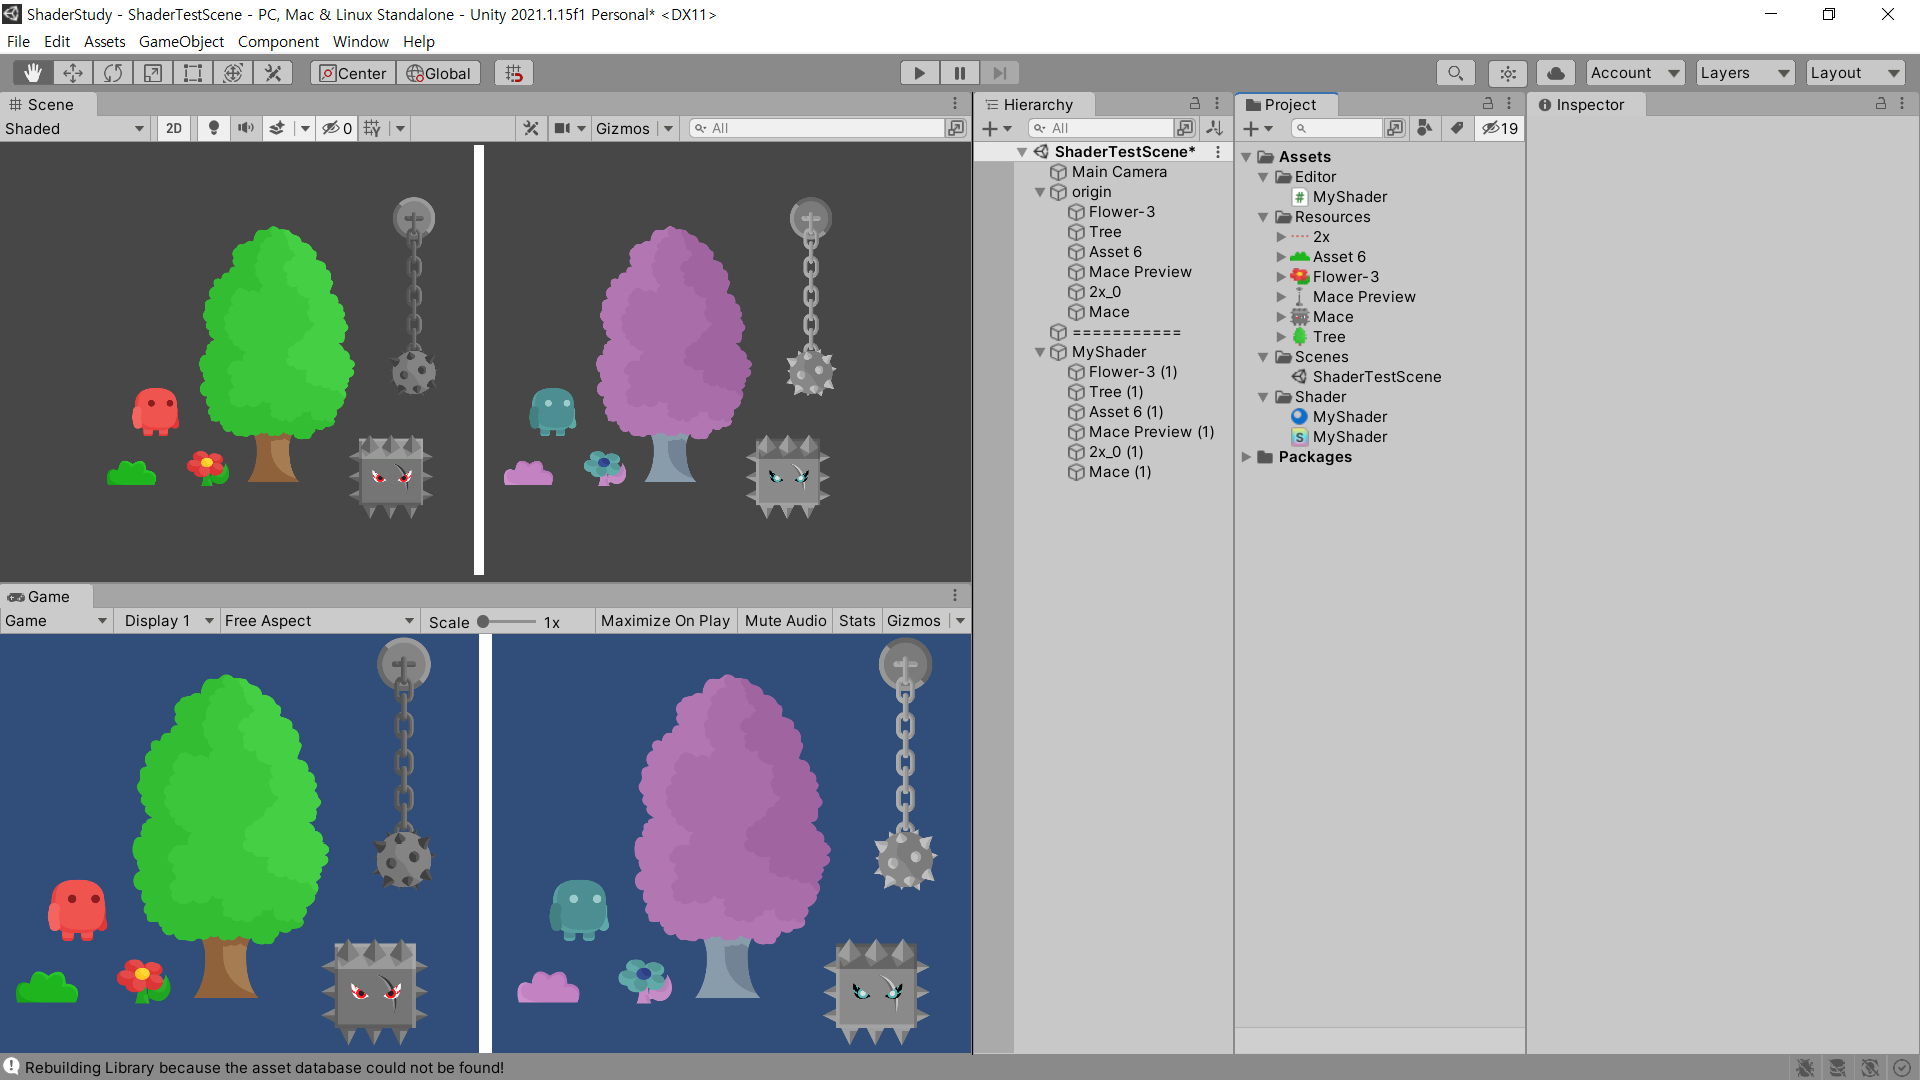 ShaderStudy - ShaderTestScene - PC, Mac & Linux Standalone - Unity 2021.1.15f1 Personal* <DX11>
File Edit Assets GameObject Component Window Help
Center Global Account Layers Layout
Scene
Shaded 2D 0 Gizmos All
Game
Game Display 1 Free Aspect Scale 1x Maximize On Play Mute Audio Stats Gizmos
Hierarchy
All
ShaderTestScene*
Main Camera
origin
Flower-3
Tree
Asset 6
Mace Preview
2x_0
Mace
===========
MyShader
Flower-3 (1)
Tree (1)
Asset 6 (1)
Mace Preview (1)
2x_0 (1)
Mace (1)
Project
19
Assets
Editor
# MyShader
Resources
2x
Asset 6
Flower-3
Mace Preview
Mace
Tree
Scenes
ShaderTestScene
Shader
MyShader
S MyShader
Packages
Inspector
Rebuilding Library because the asset database could not be found!